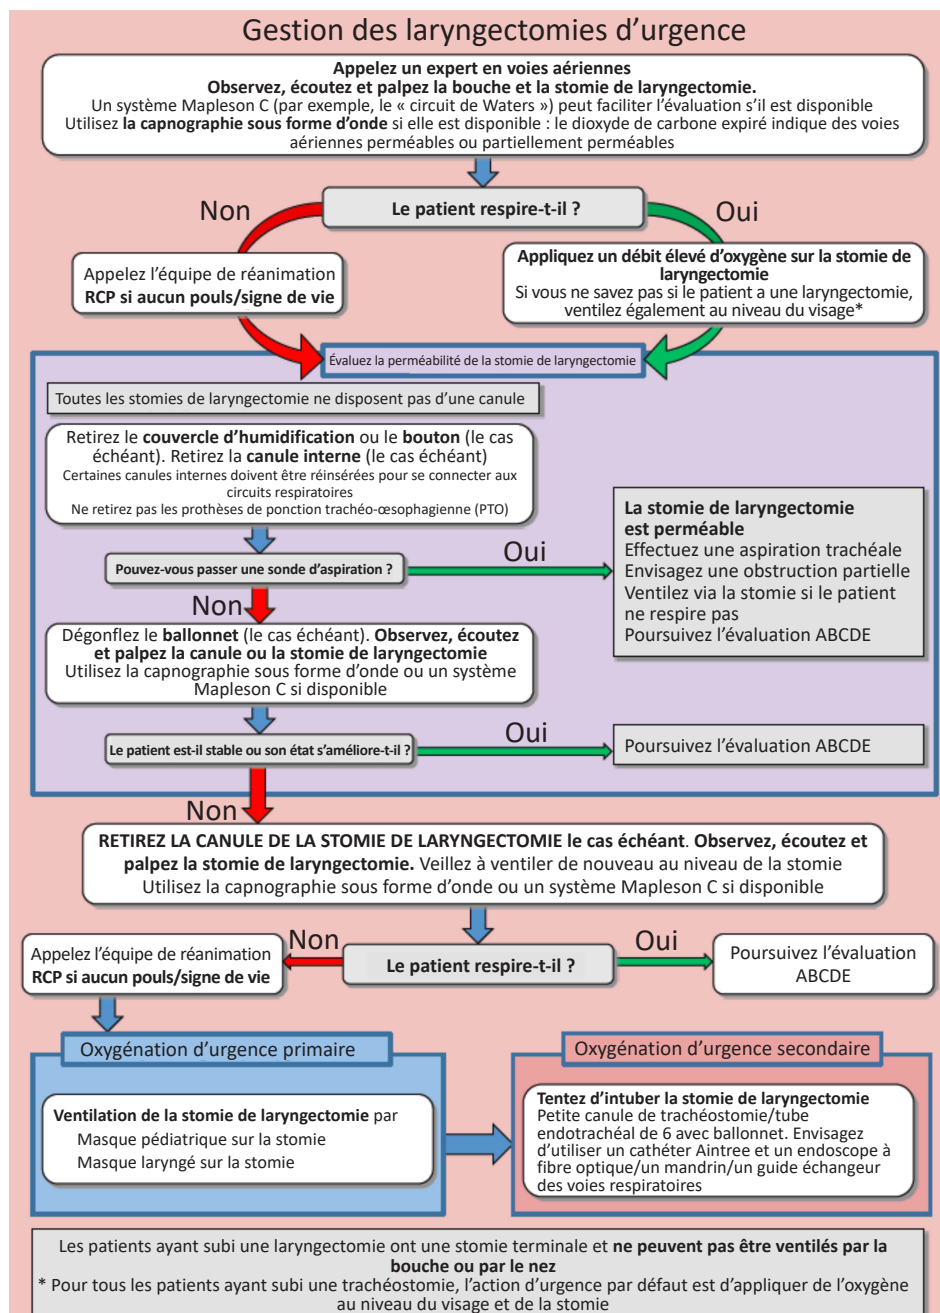 Gestion des laryngectomies d’urgence
Appelez un expert en voies aériennes
Observez, écoutez et palpez la bouche et la stomie de laryngectomie.
Un système Mapleson C (par exemple, le « circuit de Waters ») peut faciliter l’évaluation s’il est disponible
Utilisez la capnographie sous forme d’onde si elle est disponible : le dioxyde de carbone expiré indique des voies
aériennes perméables ou partiellement perméables
Non
Le patient respire-t-il ?
Oui
Appelez l’équipe de réanimation
RCP si aucun pouls/signe de vie
Appliquez un débit élevé d’oxygène sur la stomie de
laryngectomie
Si vous ne savez pas si le patient a une laryngectomie,
ventilez également au niveau du visage*
Évaluez la perméabilité de la stomie de laryngectomie
Toutes les stomies de laryngectomie ne disposent pas d’une canule
Retirez le couvercle d’humidification ou le bouton (le cas
échéant). Retirez la canule interne (le cas échéant)
Certaines canules internes doivent être réinsérées pour se connecter aux
circuits respiratoires
Ne retirez pas les prothèses de ponction trachéo-œsophagienne (PTO)
Pouvez-vous passer une sonde d’aspiration ?
Oui
La stomie de laryngectomie
est perméable
Effectuez une aspiration trachéale
Envisagez une obstruction partielle
Ventilez via la stomie si le patient
ne respire pas
Poursuivez l’évaluation ABCDE
Non
Dégonflez le ballonnet (le cas échéant). Observez, écoutez
et palpez la canule ou la stomie de laryngectomie
Utilisez la capnographie sous forme d’onde ou un système
Mapleson C si disponible
Le patient est-il stable ou son état s’améliore-t-il ?
Oui
Poursuivez l’évaluation ABCDE
Non
RETIREZ LA CANULE DE LA STOMIE DE LARYNGECTOMIE le cas échéant. Observez, écoutez et
palpez la stomie de laryngectomie. Veillez à ventiler de nouveau au niveau de la stomie
Utilisez la capnographie sous forme d’onde ou un système Mapleson C si disponible
Appelez l’équipe de réanimation
RCP si aucun pouls/signe de vie
Non
Le patient respire-t-il ?
Oui
Poursuivez l’évaluation
ABCDE
Oxygénation d’urgence primaire
Ventilation de la stomie de laryngectomie par
Masque pédiatrique sur la stomie
Masque laryngé sur la stomie
Oxygénation d’urgence secondaire
Tentez d’intuber la stomie de laryngectomie
Petite canule de trachéostomie/tube
endotrachéal de 6 avec ballonnet. Envisagez
d’utiliser un cathéter Aintree et un endoscope à
fibre optique/un mandrin/un guide échangeur
des voies respiratoires
Les patients ayant subi une laryngectomie ont une stomie terminale et ne peuvent pas être ventilés par la
bouche ou par le nez
* Pour tous les patients ayant subi une trachéostomie, l’action d’urgence par défaut est d’appliquer de l’oxygène
au niveau du visage et de la stomie